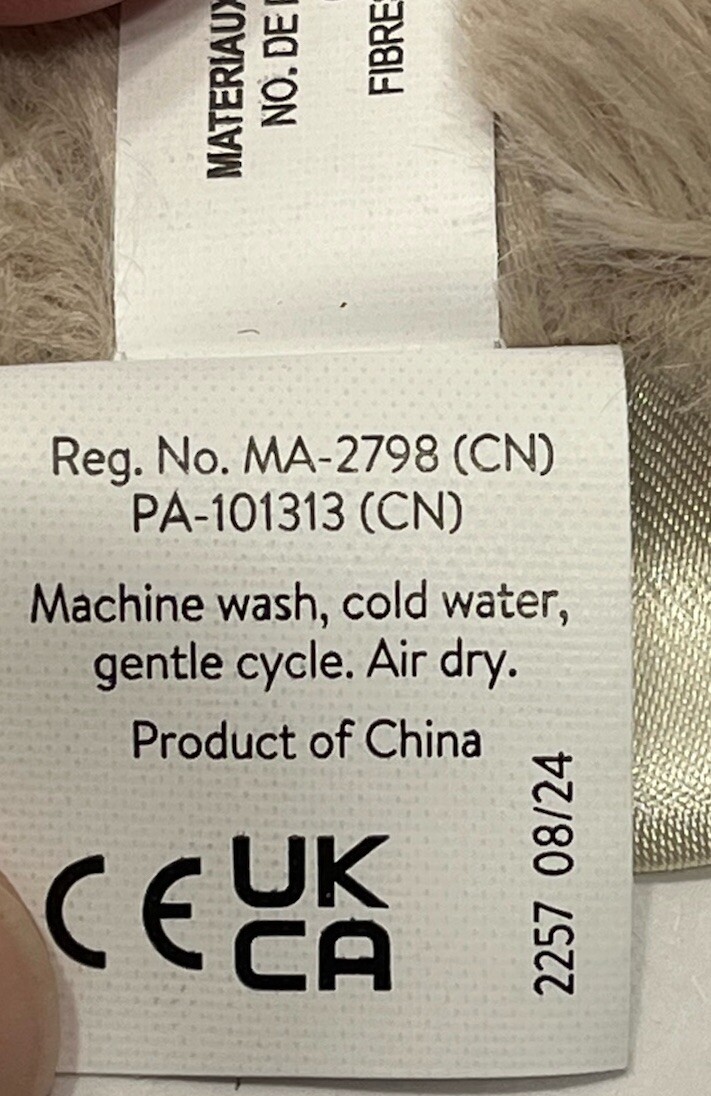 MATERIAUX
NO. DE
FIBRES
Reg. No. MA-2798 (CN)
PA-101313 (CN)
Machine wash, cold water,
gentle cycle. Air dry.
Product of China
CE UK
CA
2257 08/24